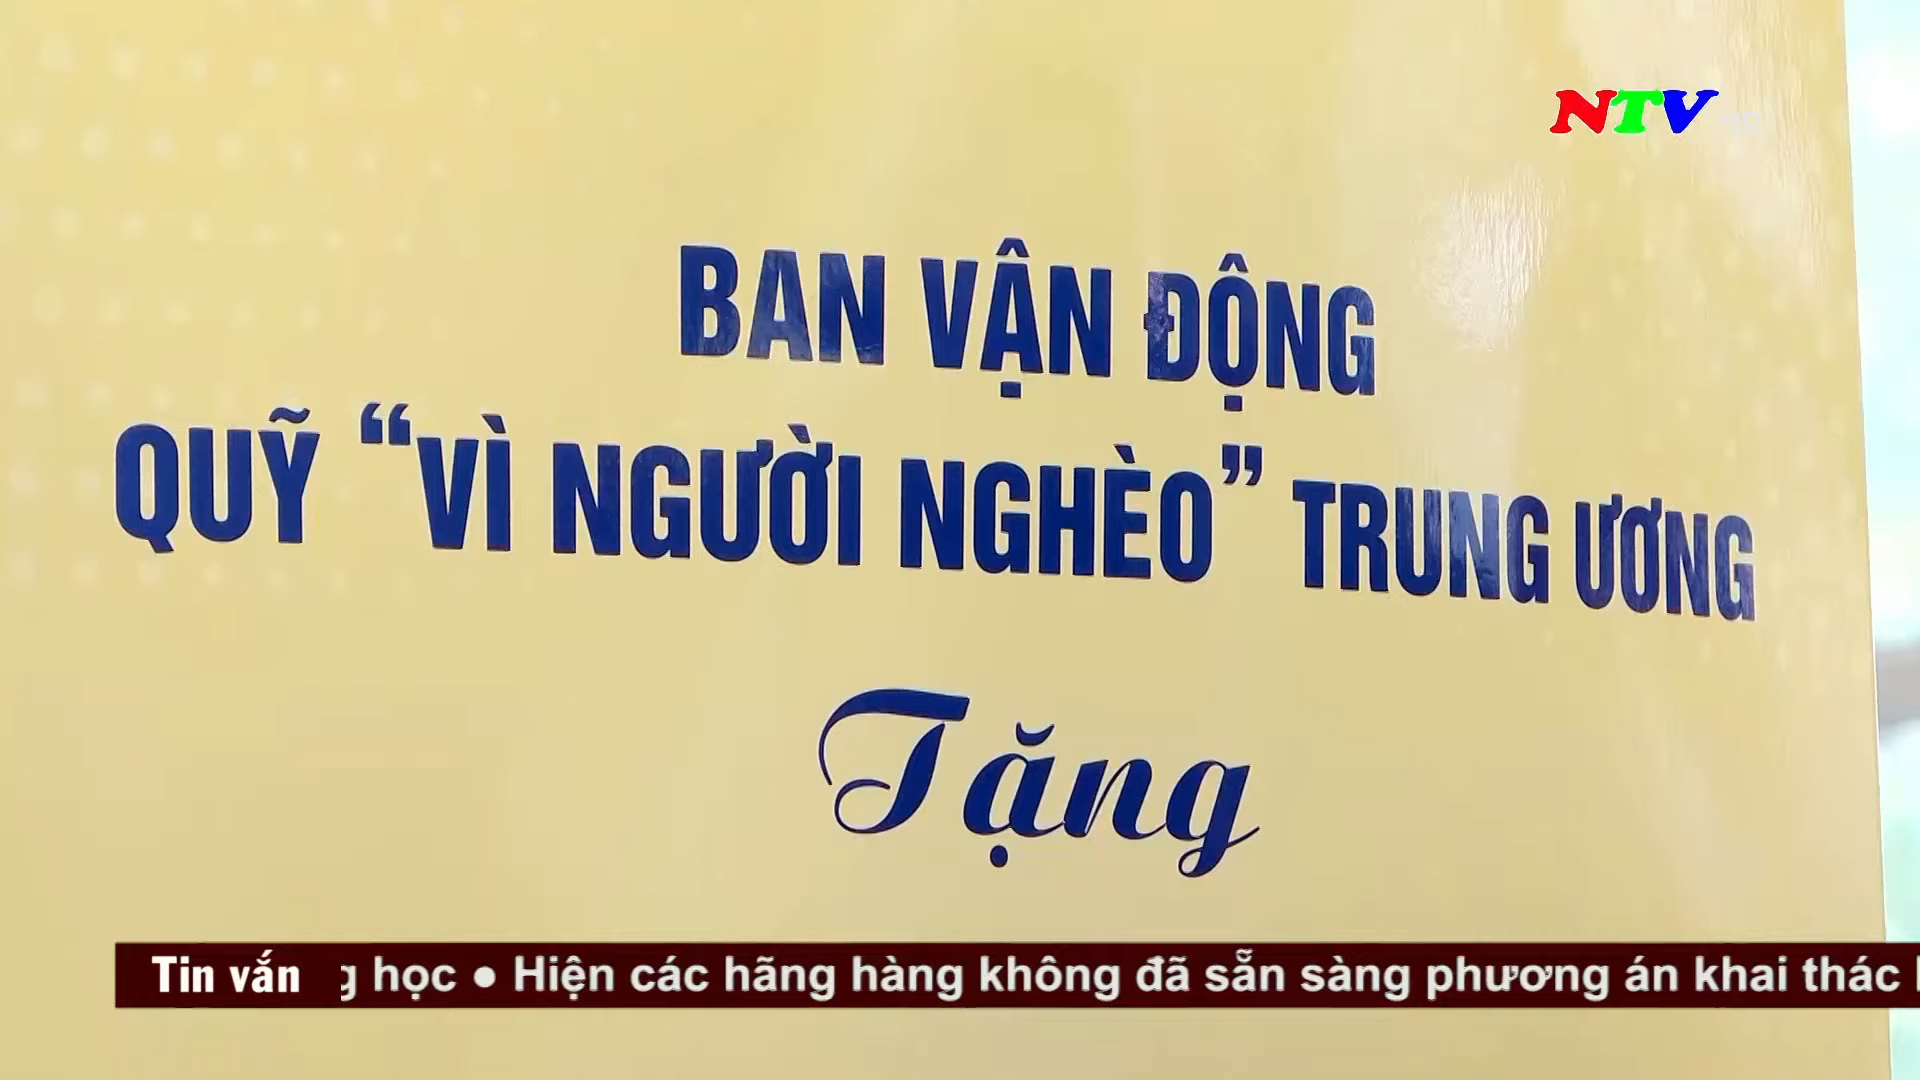 NTV HD
BAN VẬN ĐỘNG
QUỸ “VÌ NGƯỜI NGHÈO” TRUNG ƯƠNG
Tặng
Tin vắn
học ● Hiện các hãng hàng không đã sẵn sàng phương án khai thác